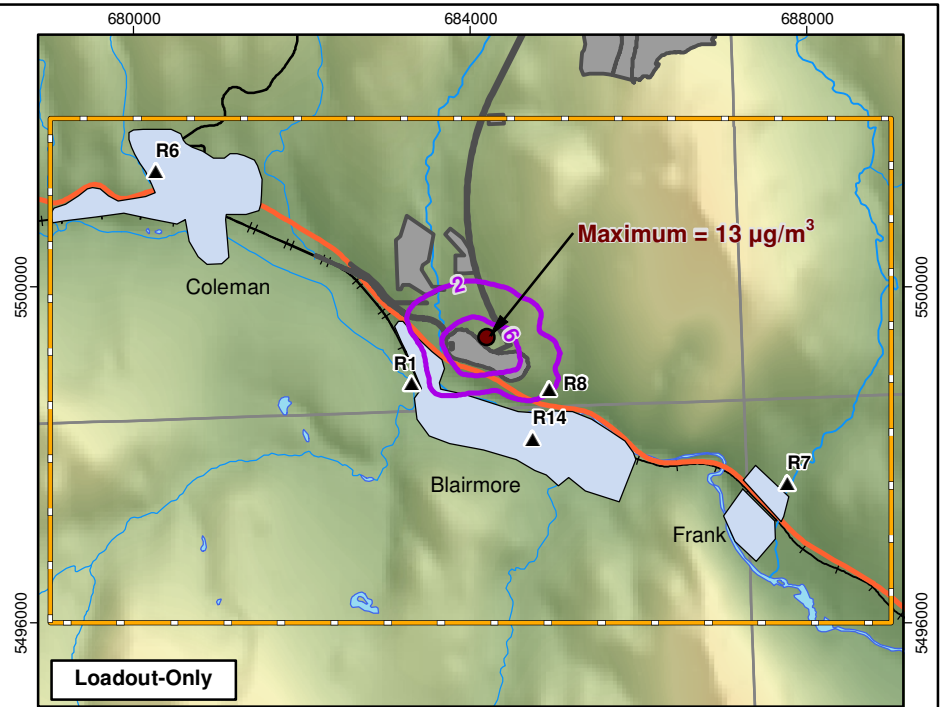 680000
684000
688000
R6
Maximum = 13 µg/m³
Coleman
2
5500000
5500000
6
R1
R8
R14
Blairmore
R7
Frank
5496000
5496000
Loadout-Only